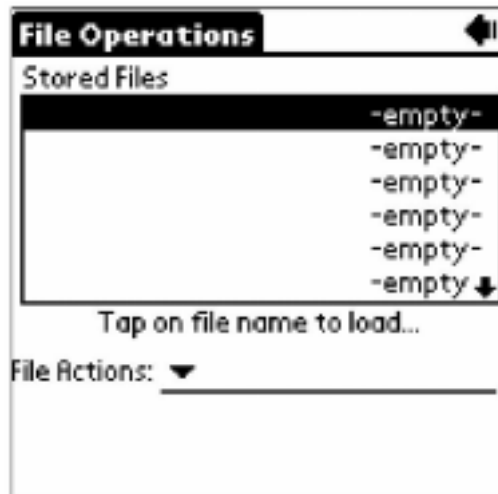 File Operations
Stored Files
-empty-
-empty-
-empty-
-empty-
-empty-
-empty
Tap on file name to load...
File Actions: